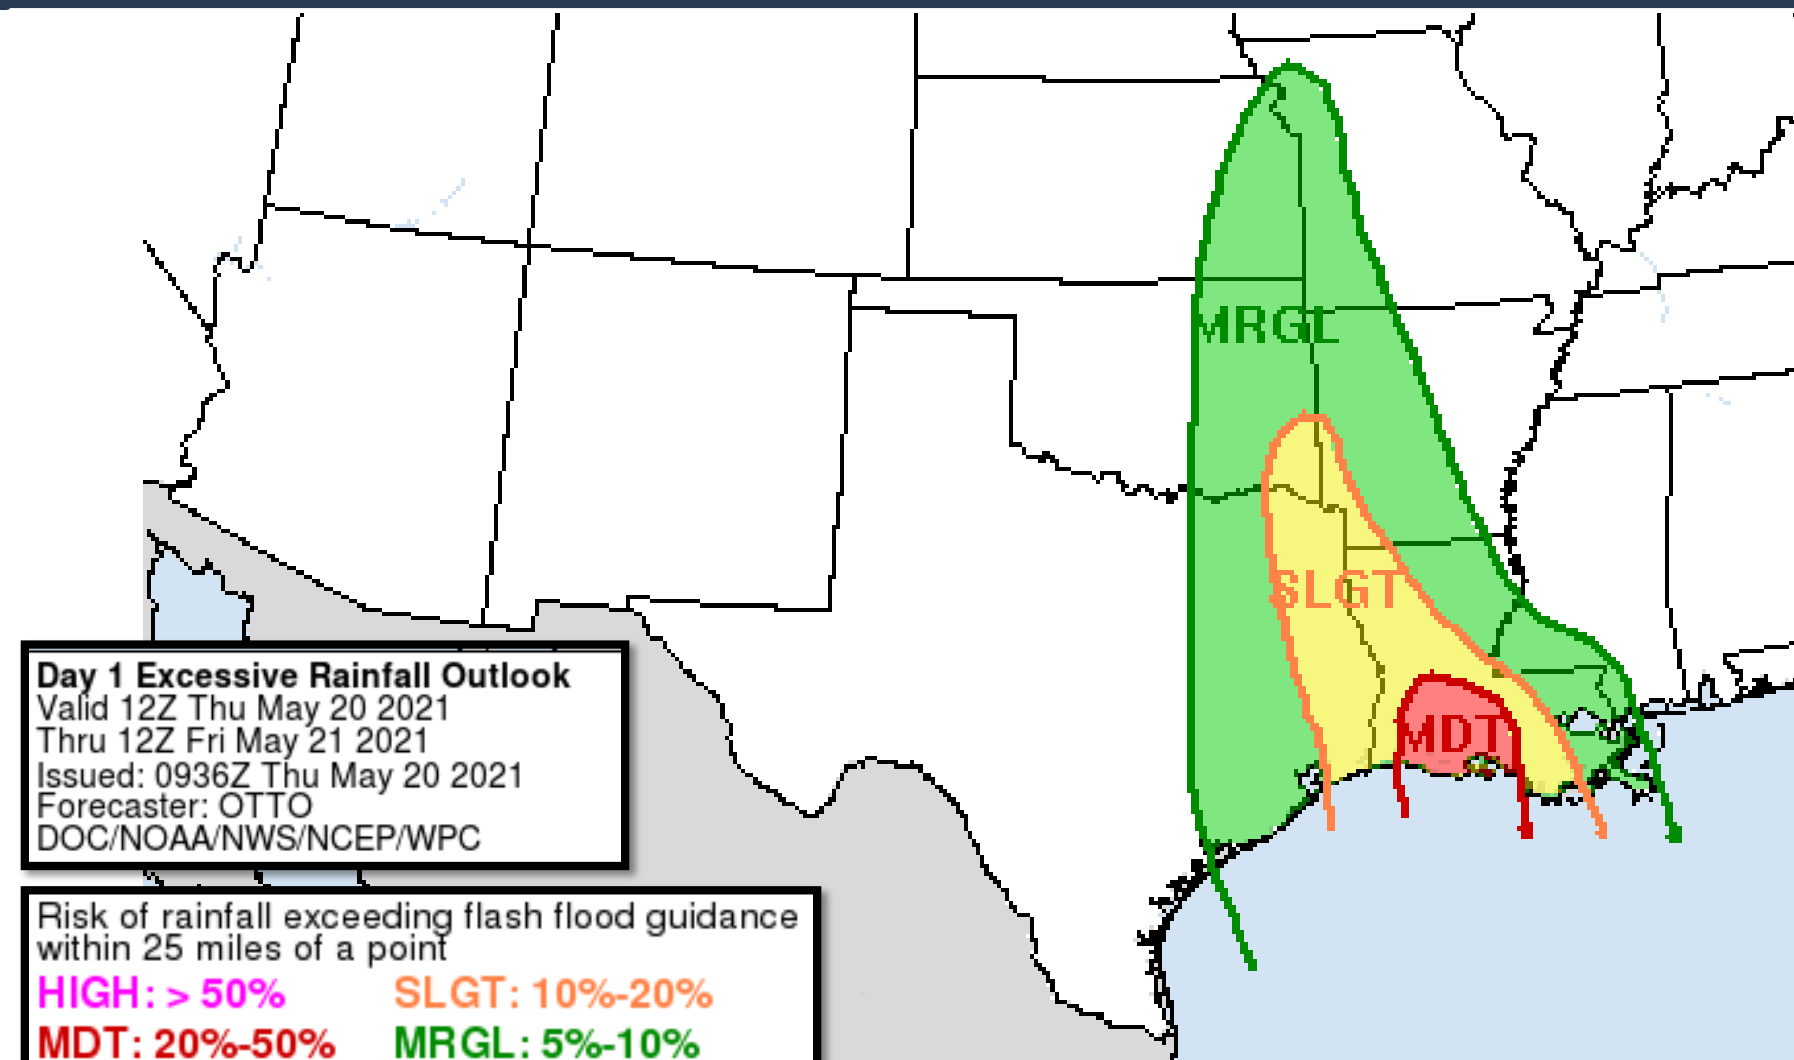 MRGL
SLGT
MDT
Day 1 Excessive Rainfall Outlook
Valid 12Z Thu May 20 2021
Thru 12Z Fri May 21 2021
Issued: 0936Z Thu May 20 2021
Forecaster: OTTO
DOC/NOAA/NWS/NCEP/WPC
Risk of rainfall exceeding flash flood guidance
within 25 miles of a point
HIGH: > 50% SLGT: 10%-20%
MDT: 20%-50% MRGL: 5%-10%